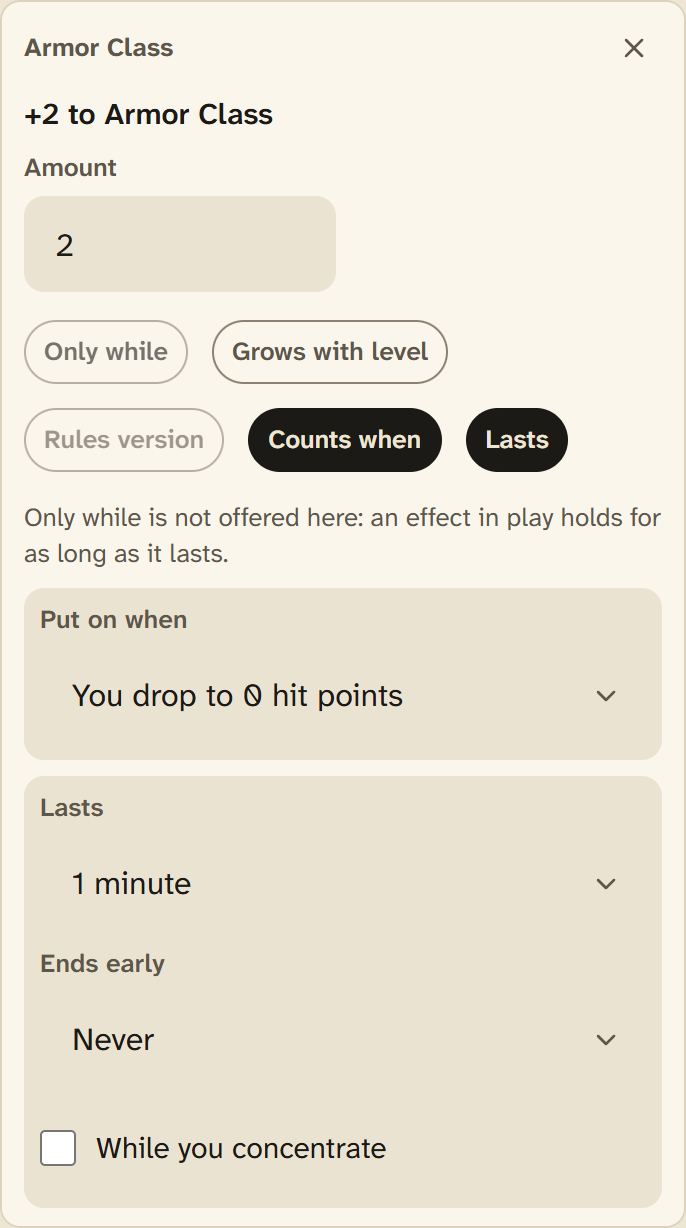 Armor Class
+2 to Armor Class
Amount
2
Only while
Grows with level
Rules version
Counts when
Lasts
Only while is not offered here: an effect in play holds for
as long as it lasts.
Put on when
You drop to 0 hit points
Lasts
1 minute
Ends early
Never
While you concentrate